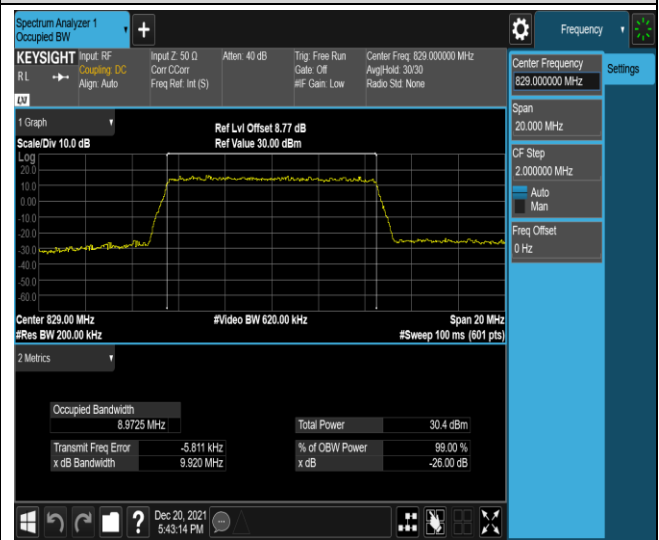 Spectrum Analyzer 1
Occupied BW
Frequency
KEYSIGHT Input: RF Input Z: 50 Ω Atten: 40 dB Trig: Free Run Center Freq: 829.000000 MHz
R L Coupling: DC Corr CCorr Gate: Off Avg|Hold: 30/30
Align: Auto Freq Ref: Int (S) #IF Gain: Low Radio Std: None
LXI
Center Frequency
829.000000 MHz
Settings
Span
20.000 MHz
CF Step
2.000000 MHz
Auto
Man
Freq Offset
0 Hz
1 Graph
Ref Lvl Offset 8.77 dB
Scale/Div 10.0 dB Ref Value 30.00 dBm
Log
20.0
10.0
0.00
-10.0
-20.0
-30.0
-40.0
-50.0
-60.0
Center 829.00 MHz #Video BW 620.00 kHz Span 20 MHz
#Res BW 200.00 kHz #Sweep 100 ms (601 pts)
2 Metrics
Occupied Bandwidth
8.9725 MHz Total Power 30.4 dBm
Transmit Freq Error -5.811 kHz % of OBW Power 99.00 %
x dB Bandwidth 9.920 MHz x dB -26.00 dB
Dec 20, 2021
5:43:14 PM